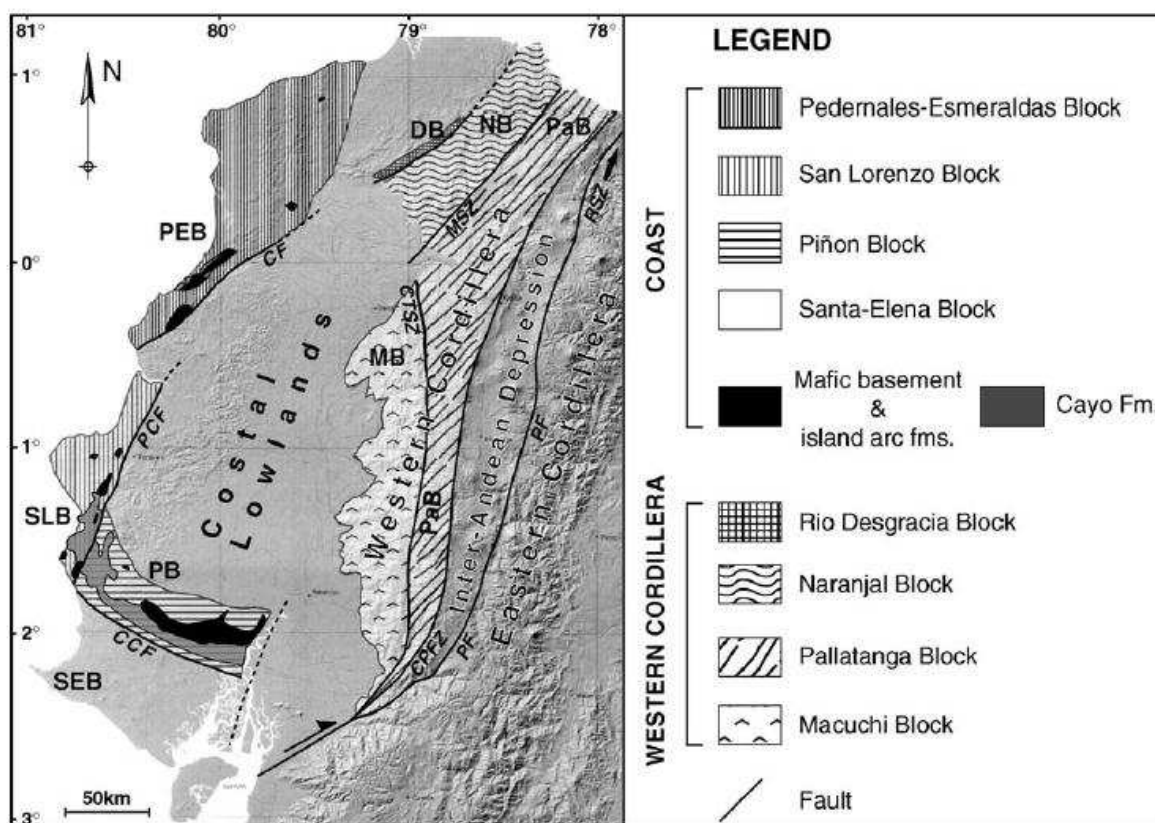 81°
80
79
78°
1°
0°
1°
2°
3°
N
DB
NB
PaB
PEB
CF
MSZ
RSZ
CTSZ
MB
Western Cordillera
Inter-Andean Depression
Eastern Cordillera
Costal
Lowlands
PCF
PF
PaB
SLB
PB
CCF
SEB
CPFZ
PF
50km
LEGEND
COAST
Pedernales-Esmeraldas Block
San Lorenzo Block
Piñon Block
Santa-Elena Block
Mafic basement
&
island arc fms.
Cayo Fm.
WESTERN CORDILLERA
Rio Desgracia Block
Naranjal Block
Pallatanga Block
Macuchi Block
Fault